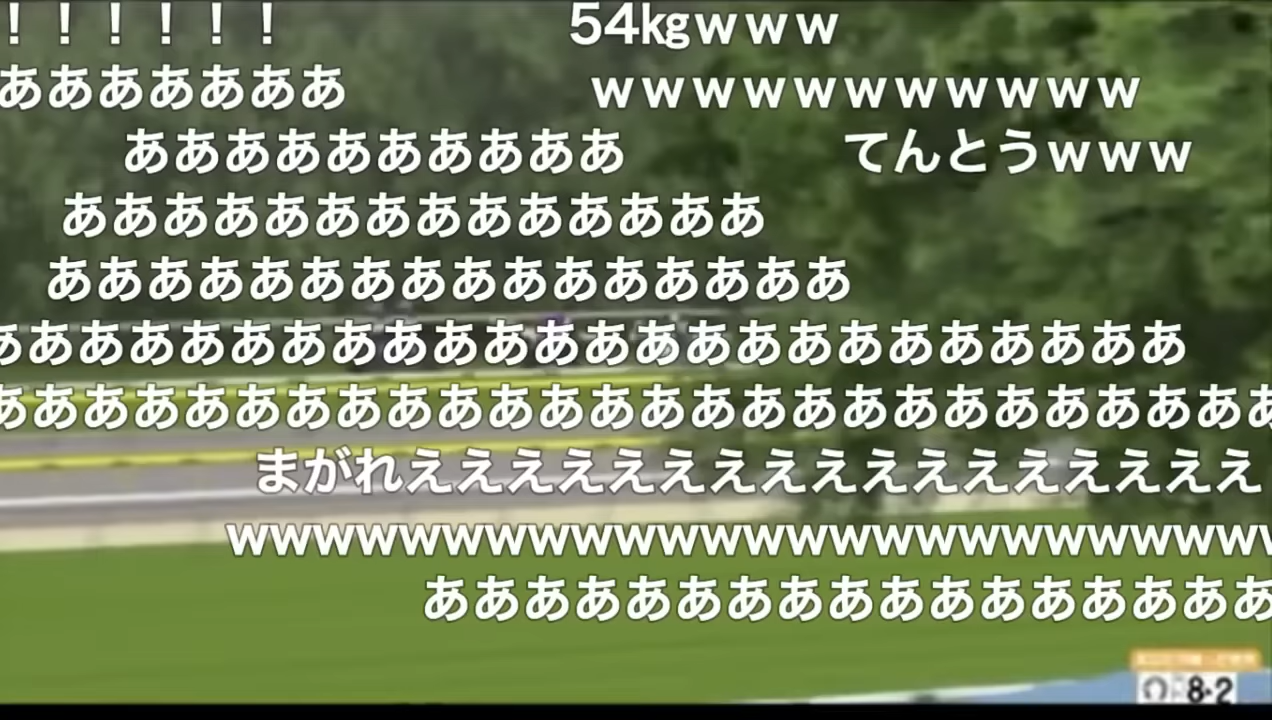 ！！！！！！ 54kgｗｗｗ
あああああああ ｗｗｗｗｗｗｗｗｗｗｗ
ああああああああああ てんとうｗｗｗ
ああああああああああああああ
ああああああああああああああああ
ああああああああああああああああああああああああ
あああああああああああああああああああああああああ
まがれえええええええええええええええええ
wwwwwwwwwwwwwwwwwwwwwwww
あああああああああああああああああ
8-2